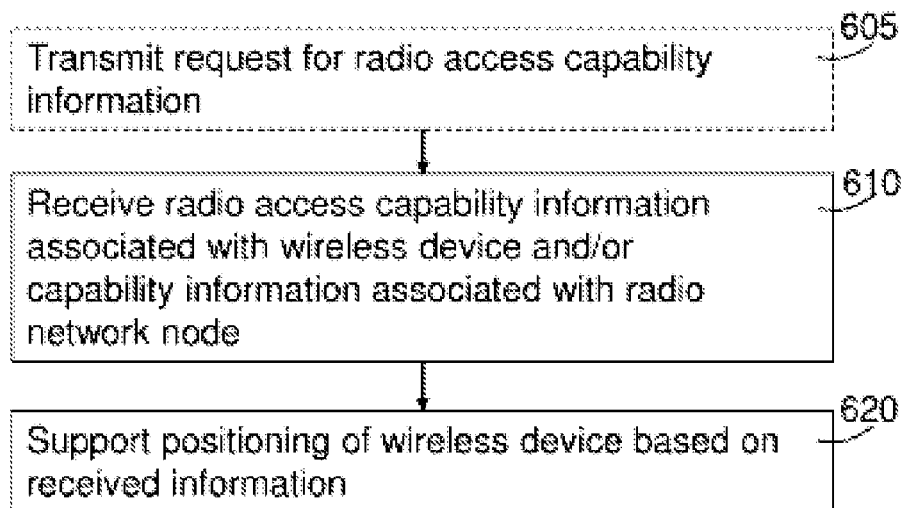 605
Transmit request for radio access capability
information
610
Receive radio access capability information
associated with wireless device and/or
capability information associated with radio
network node
620
Support positioning of wireless device based on
received information